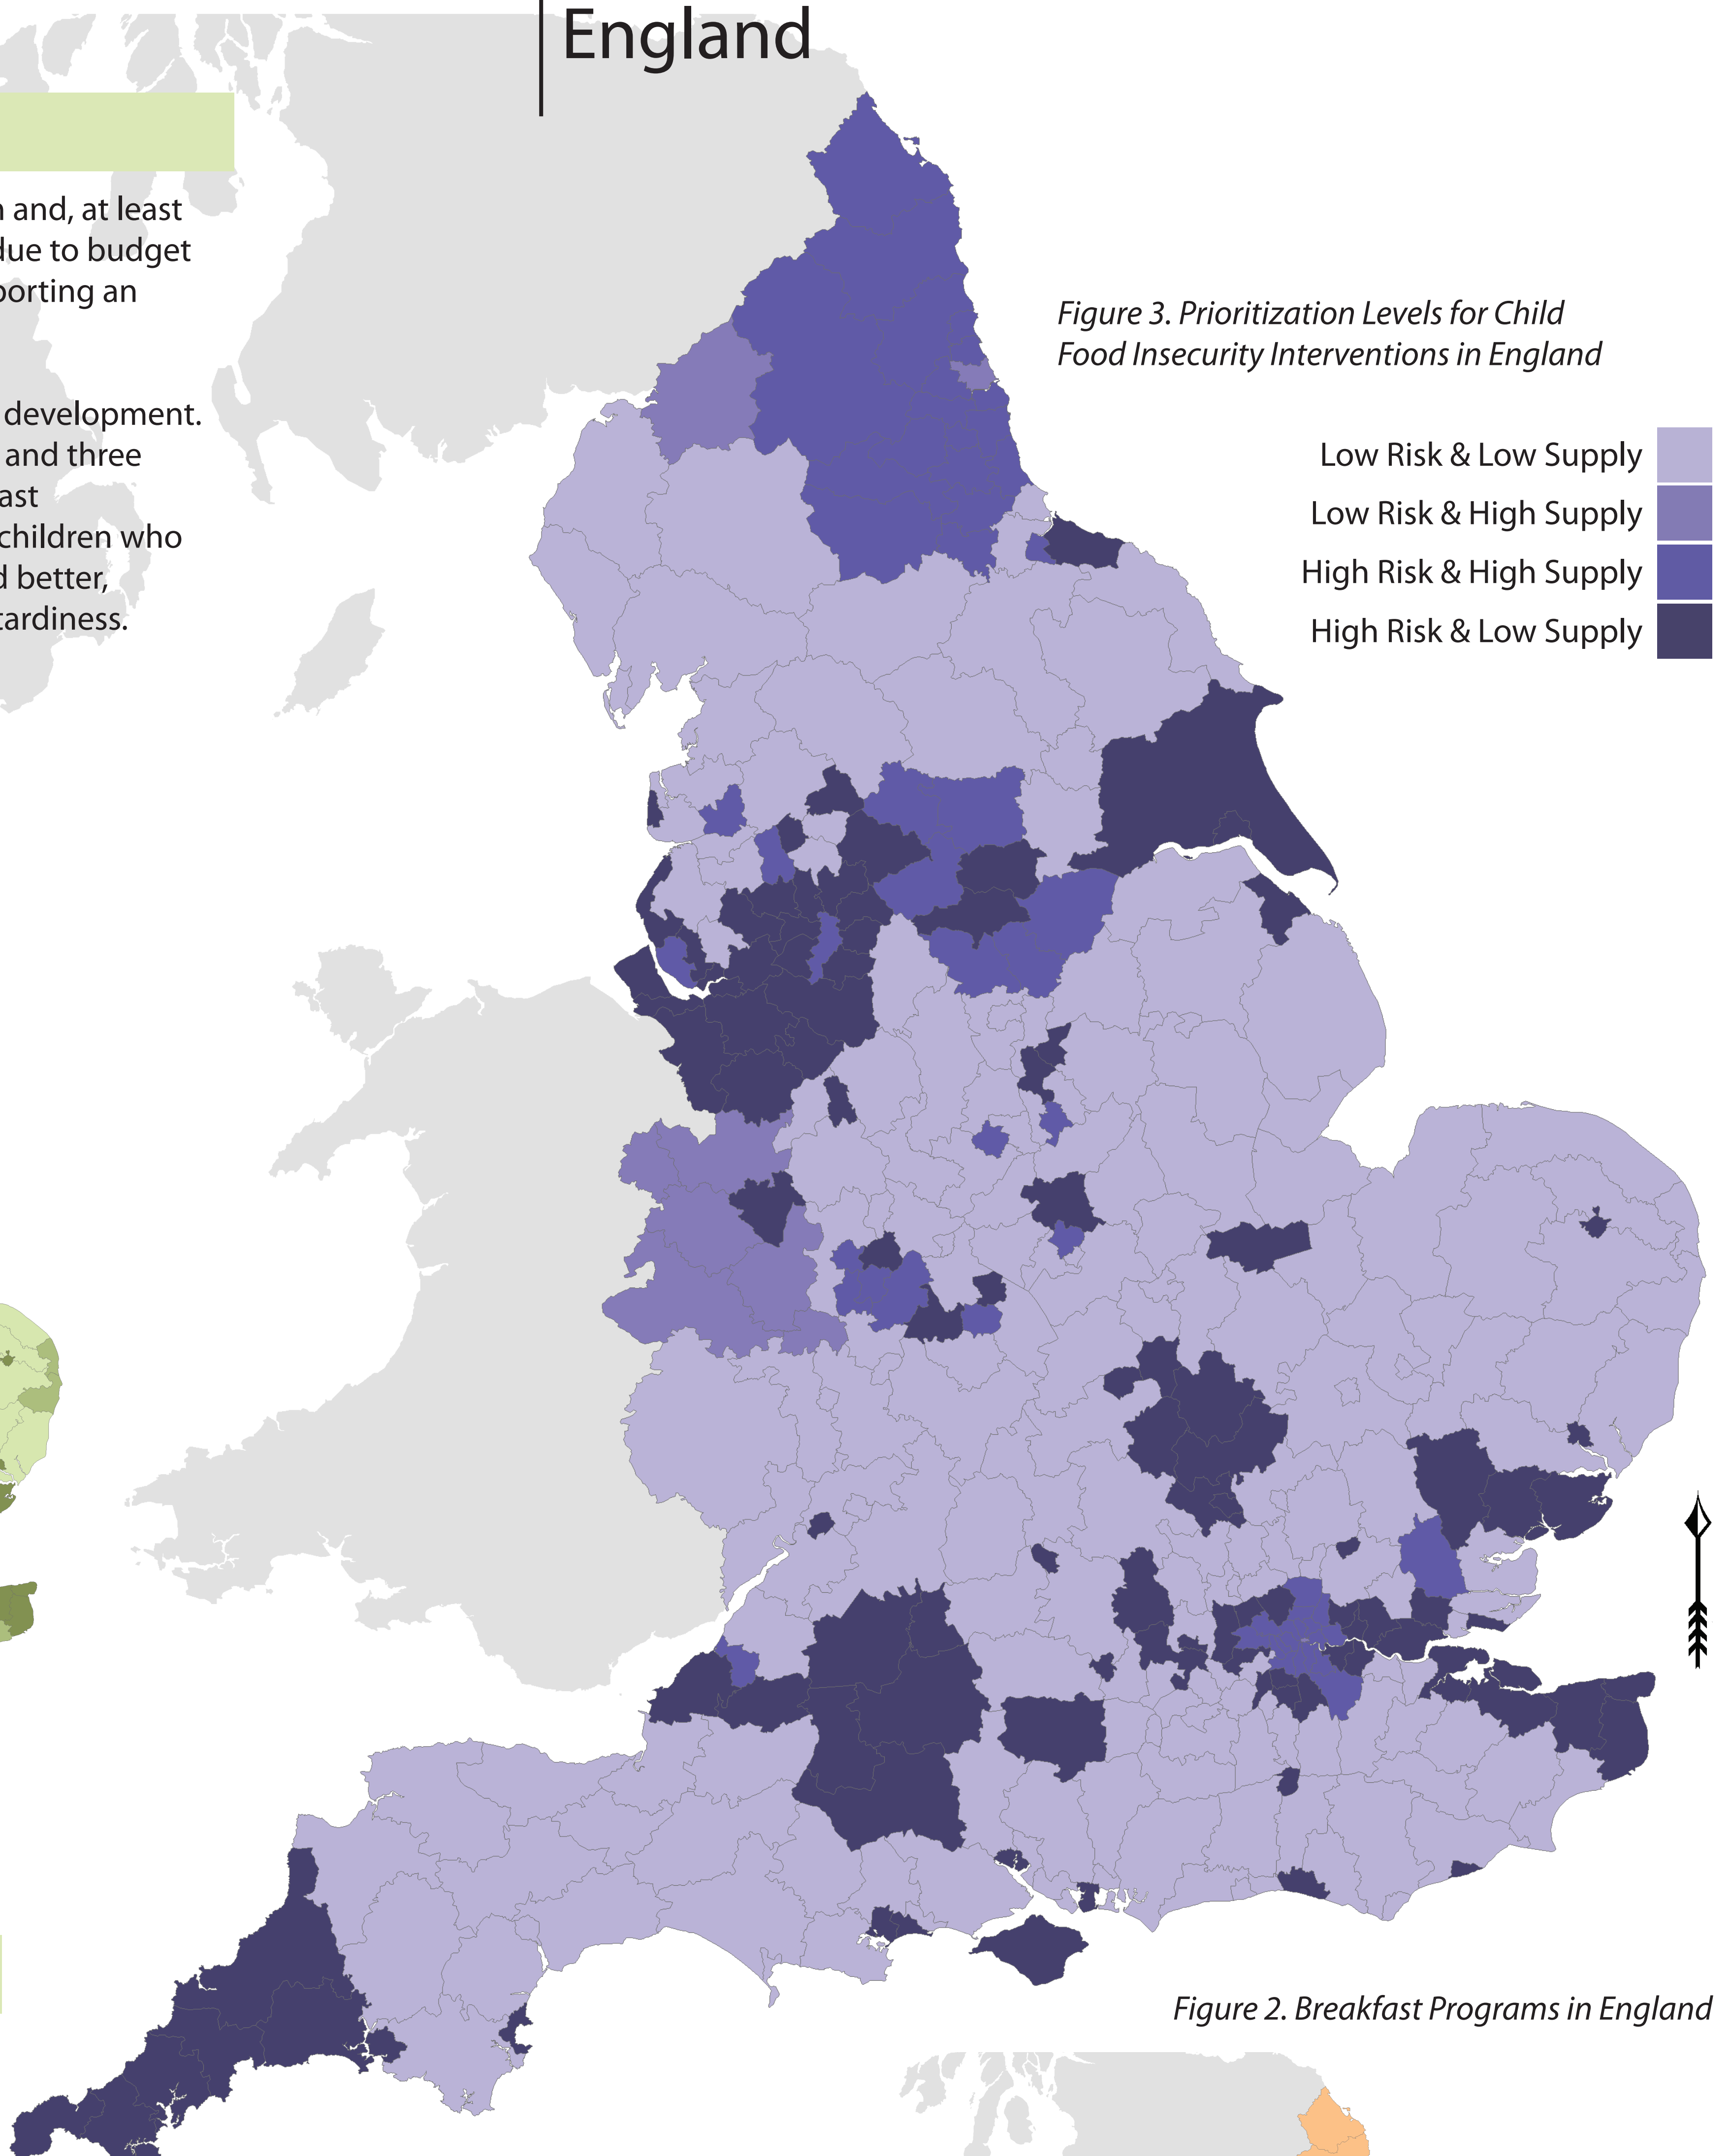 England
n and, at least
due to budget
porting an
development.
and three
ast
children who
d better,
tardiness.
Figure 3. Prioritization Levels for Child
Food Insecurity Interventions in England
Low Risk & Low Supply
Low Risk & High Supply
High Risk & High Supply
High Risk & Low Supply
Figure 2. Breakfast Programs in England